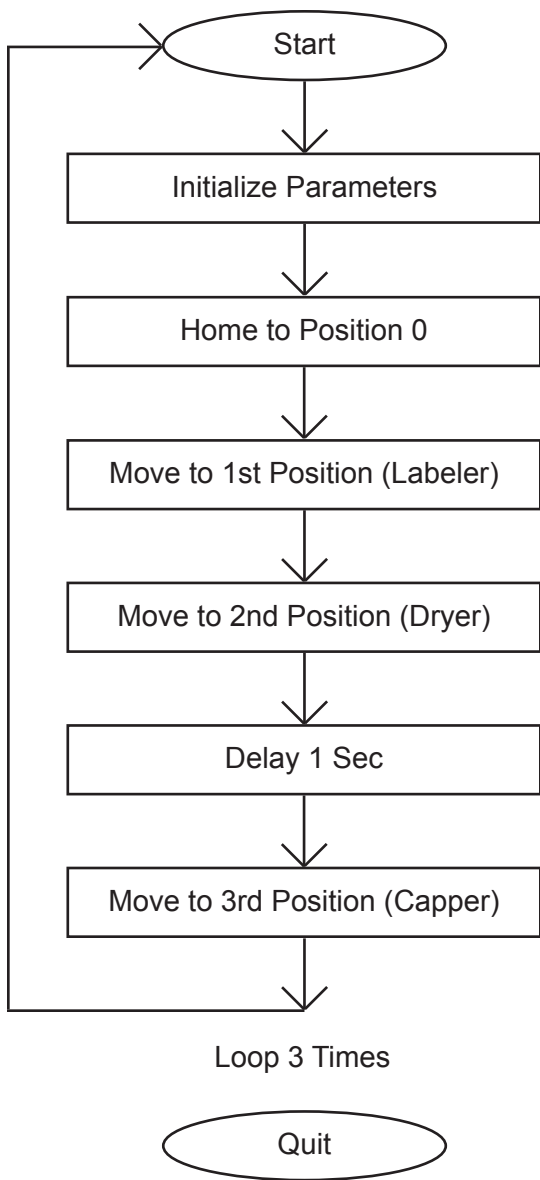 Start
Initialize Parameters
Home to Position 0
Move to 1st Position (Labeler)
Move to 2nd Position (Dryer)
Delay 1 Sec
Move to 3rd Position (Capper)
Loop 3 Times
Quit